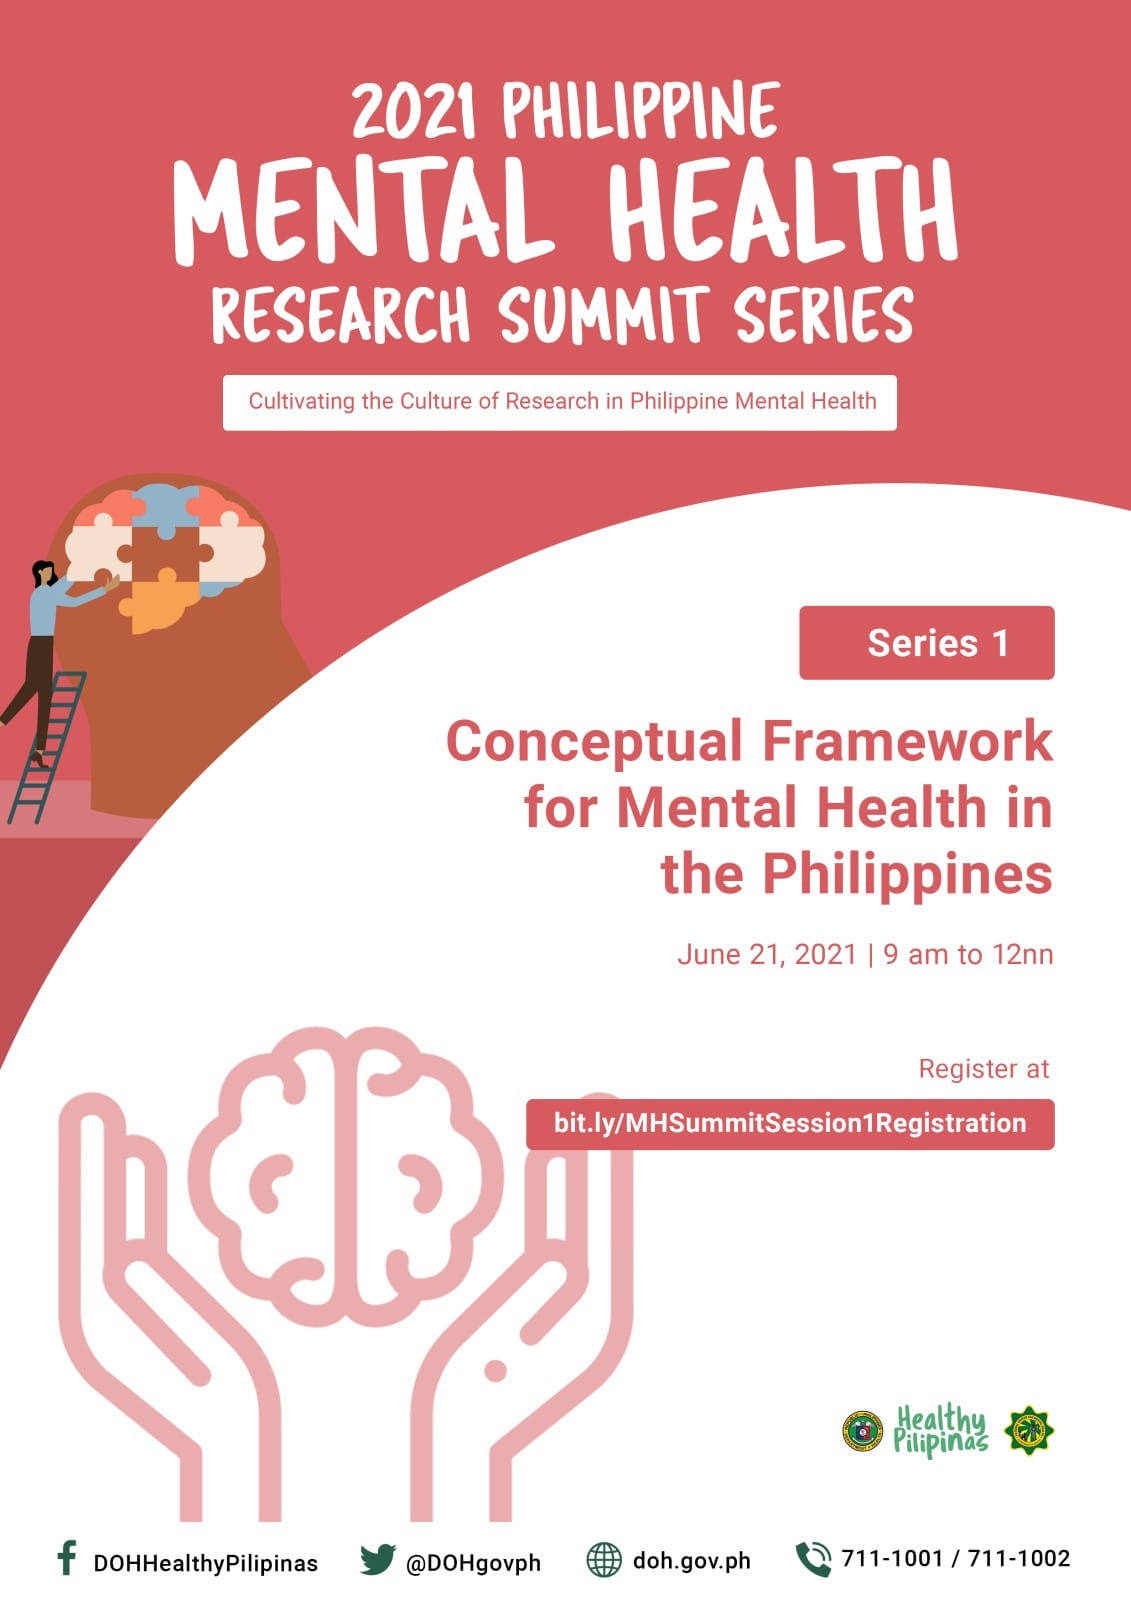 2021 PHILIPPINE
MENTAL HEALTH
RESEARCH SUMMIT SERIES
Cultivating the Culture of Research in Philippine Mental Health
Series 1
Conceptual Framework
for Mental Health in
the Philippines
June 21, 2021 | 9 am to 12nn
Register at
bit.ly/MHSummitSession1Registration
Healthy
Pilipinas
DOHHealthyPilipinas
@DOHgovph
doh.gov.ph
711-1001 / 711-1002